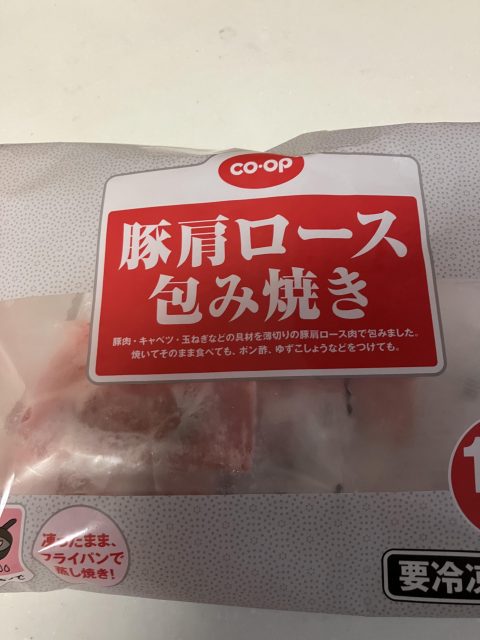 CO·OP
豚肩ロース
包み焼き
豚肉・キャベツ・玉ねぎなどの具材を薄切りの豚肩ロース肉で包みました。
焼いてそのまま食べても、ポン酢、ゆずこしょうなどをつけても。
凍ったまま、
フライパンで
蒸し焼き!
要冷凍